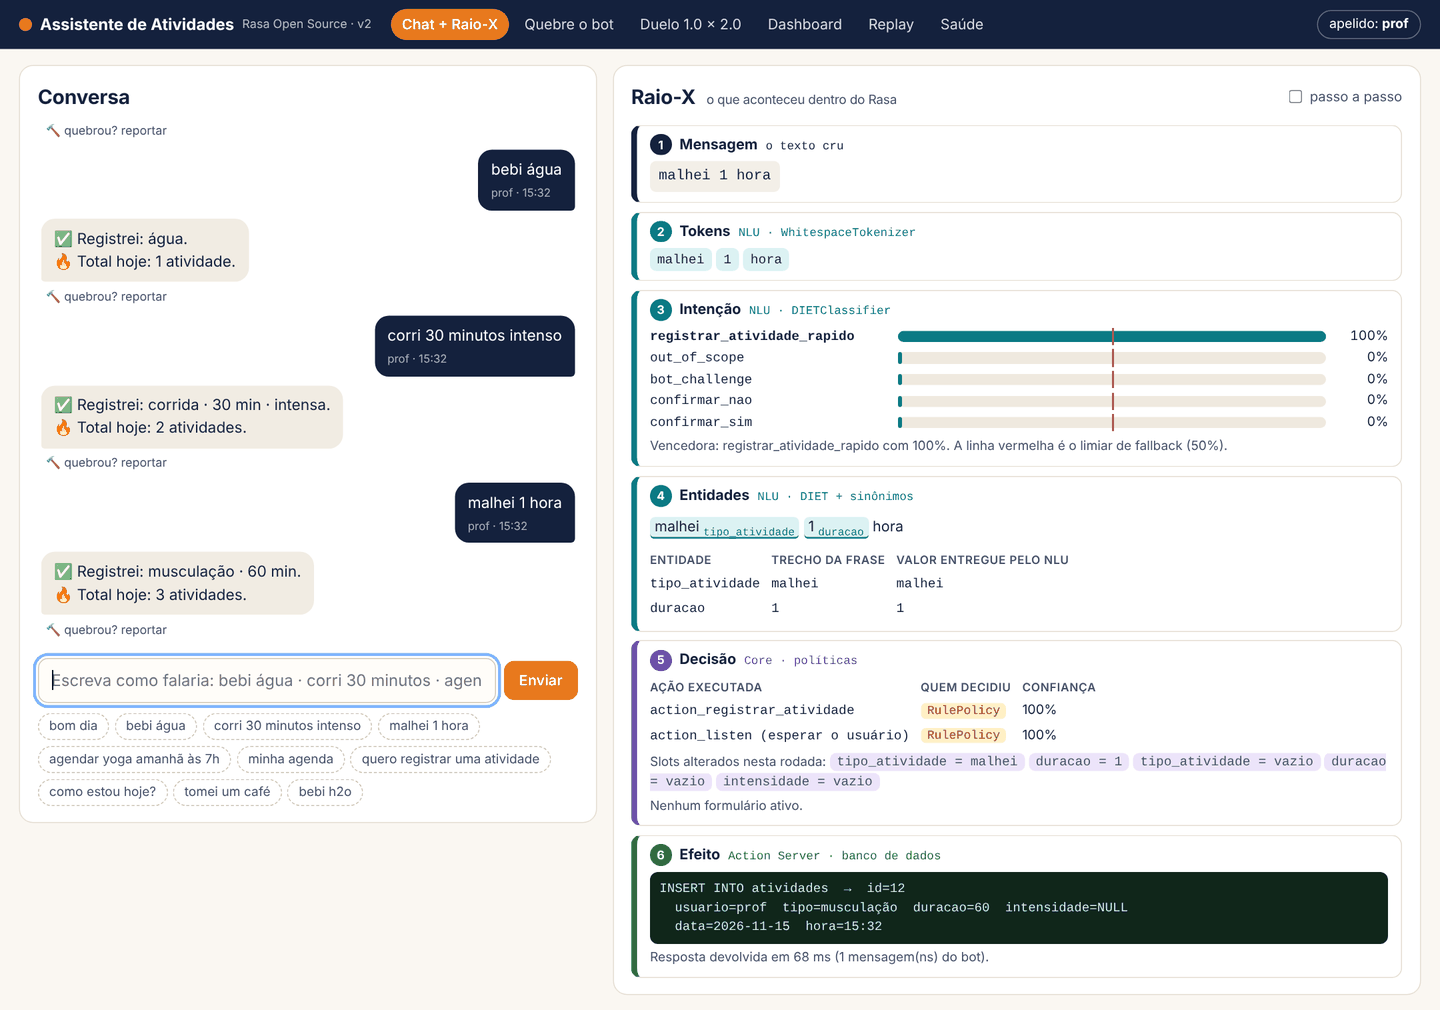 Assistente de Atividades Rasa Open Source · v2 Chat + Raio-X Quebre o bot Duelo 1.0 × 2.0 Dashboard Replay Saúde apelido: prof
Conversa
🔨 quebrou? reportar
bebi água
prof · 15:32
✅ Registrei: água.
🔥 Total hoje: 1 atividade.
🔨 quebrou? reportar
corri 30 minutos intenso
prof · 15:32
✅ Registrei: corrida · 30 min · intensa.
🔥 Total hoje: 2 atividades.
🔨 quebrou? reportar
malhei 1 hora
prof · 15:32
✅ Registrei: musculação · 60 min.
🔥 Total hoje: 3 atividades.
🔨 quebrou? reportar
Escreva como falaria: bebi água · corri 30 minutos · agen Enviar
bom dia bebi água corri 30 minutos intenso malhei 1 hora
agendar yoga amanhã às 7h minha agenda quero registrar uma atividade
como estou hoje? tomei um café bebi h2o
Raio-X o que aconteceu dentro do Rasa passo a passo
1 Mensagem o texto cru
malhei 1 hora
2 Tokens NLU · WhitespaceTokenizer
malhei 1 hora
3 Intenção NLU · DIETClassifier
registrar_atividade_rapido 100%
out_of_scope 0%
bot_challenge 0%
confirmar_nao 0%
confirmar_sim 0%
Vencedora: registrar_atividade_rapido com 100%. A linha vermelha é o limiar de fallback (50%).
4 Entidades NLU · DIET + sinônimos
malhei tipo_atividade 1 duracao hora
ENTIDADE TRECHO DA FRASE VALOR ENTREGUE PELO NLU
tipo_atividade malhei malhei
duracao 1 1
5 Decisão Core · políticas
AÇÃO EXECUTADA QUEM DECIDIU CONFIANÇA
action_registrar_atividade RulePolicy 100%
action_listen (esperar o usuário) RulePolicy 100%
Slots alterados nesta rodada: tipo_atividade = malhei duracao = 1 tipo_atividade = vazio duracao
= vazio intensidade = vazio
Nenhum formulário ativo.
6 Efeito Action Server · banco de dados
INSERT INTO atividades → id=12
usuario=prof tipo=musculação duracao=60 intensidade=NULL
data=2026-11-15 hora=15:32
Resposta devolvida em 68 ms (1 mensagem(ns) do bot).